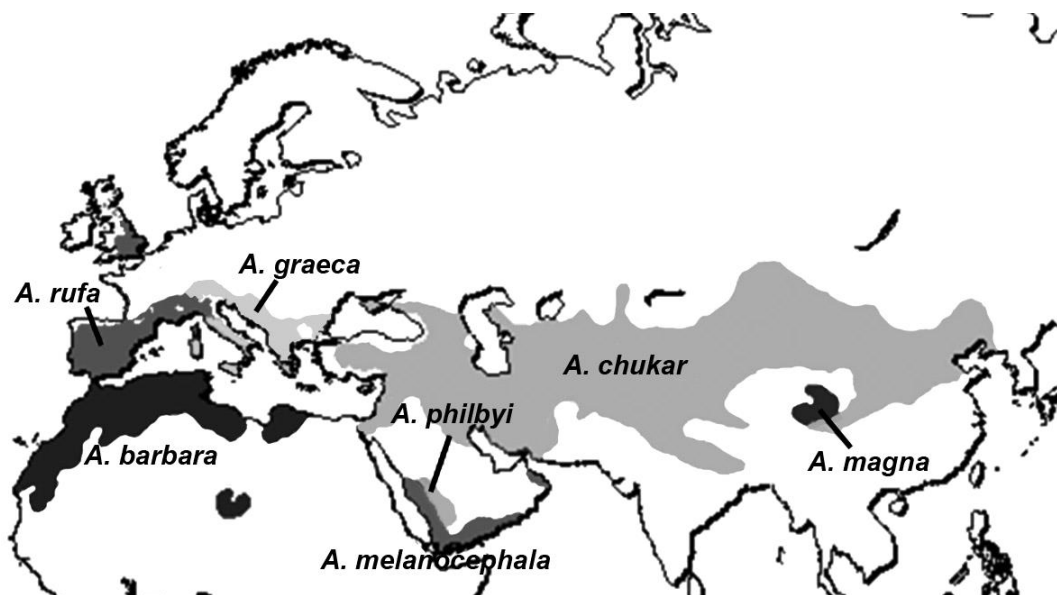 A. graeca
A. rufa
A. chukar
A. philbyi
A. barbara
A. magna
A. melanocephala